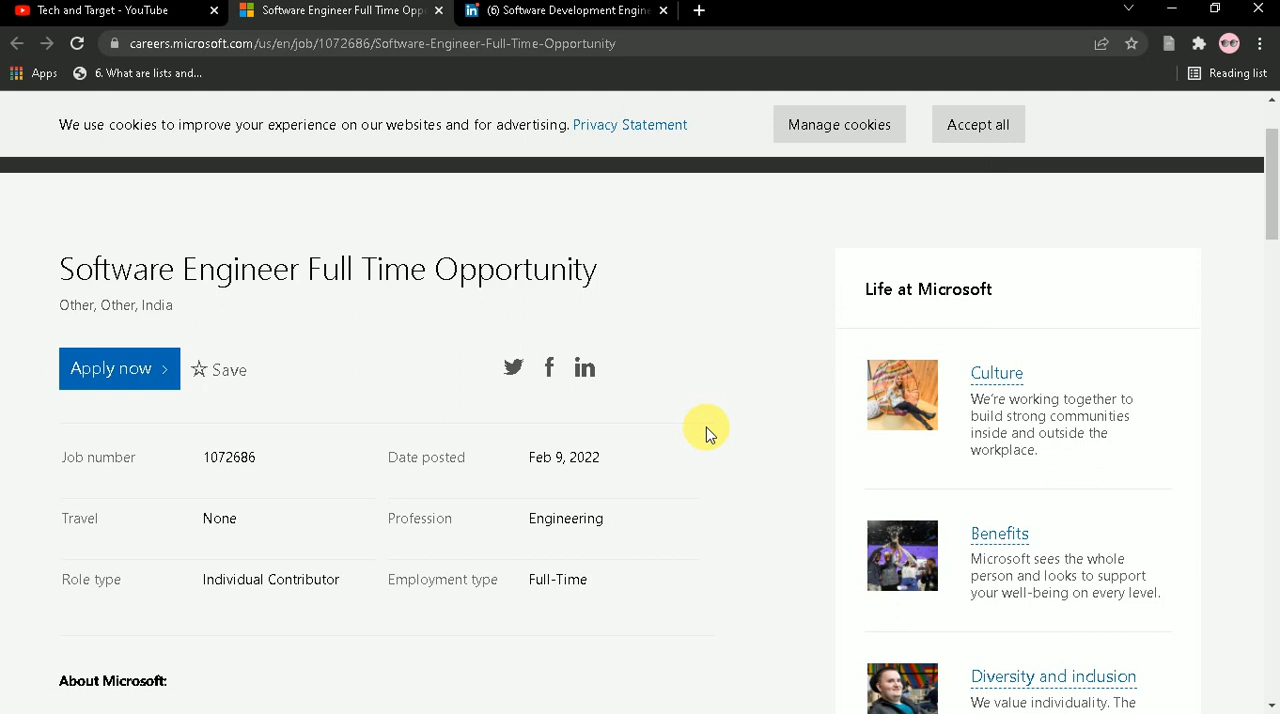 Tech and Target - YouTube
Software Engineer Full Time Opp
in (6) Software Development Engine
careers.microsoft.com/us/en/job/1072686/Software-Engineer-Full-Time-Opportunity
Apps
6. What are lists and...
Reading list
We use cookies to improve your experience on our websites and for advertising. Privacy Statement
Manage cookies
Accept all
Software Engineer Full Time Opportunity
Other, Other, India
Apply now
Save
in
Job number 1072686 Date posted Feb 9, 2022
Travel None Profession Engineering
Role type Individual Contributor Employment type Full-Time
About Microsoft:
Life at Microsoft
Culture
We're working together to
build strong communities
inside and outside the
workplace.
Benefits
Microsoft sees the whole
person and looks to support
your well-being on every level.
Diversity and inclusion
We value individuality. The